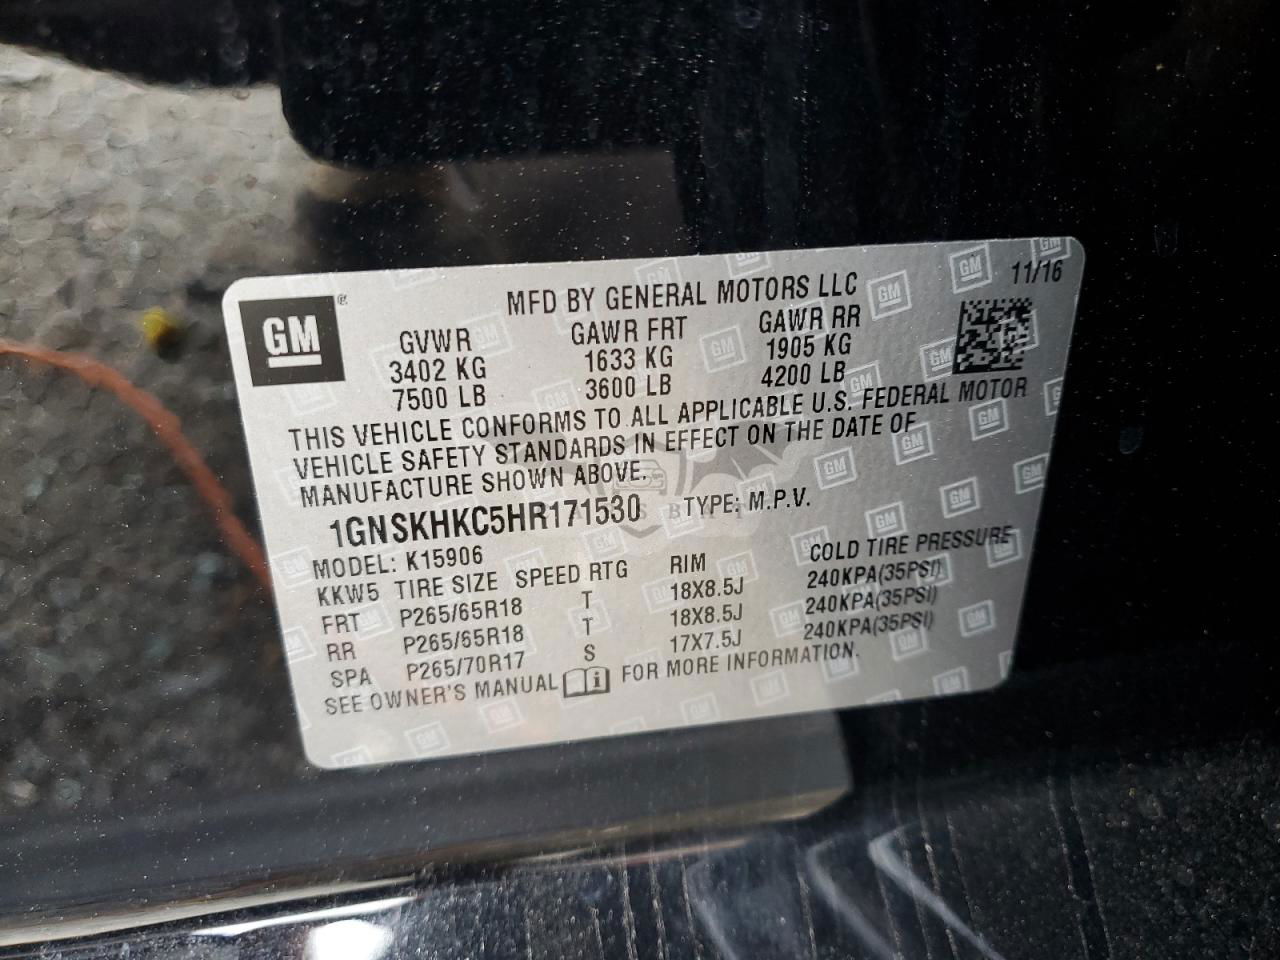 MFD BY GENERAL MOTORS LLC 11/16
GM ®
GVWR GAWR FRT GAWR RR
3402 KG 1633 KG 1905 KG
7500 LB 3600 LB 4200 LB
THIS VEHICLE CONFORMS TO ALL APPLICABLE U.S. FEDERAL MOTOR
VEHICLE SAFETY STANDARDS IN EFFECT ON THE DATE OF
MANUFACTURE SHOWN ABOVE.
1GNSKHKC5HR171530 TYPE: M.P.V.
MODEL: K15906
KKW5 TIRE SIZE SPEED RTG RIM COLD TIRE PRESSURE
FRT P265/65R18 T 18X8.5J 240KPA(35PSI)
RR P265/65R18 T 18X8.5J 240KPA(35PSI)
SPA P265/70R17 S 17X7.5J 240KPA(35PSI)
SEE OWNER'S MANUAL i FOR MORE INFORMATION.